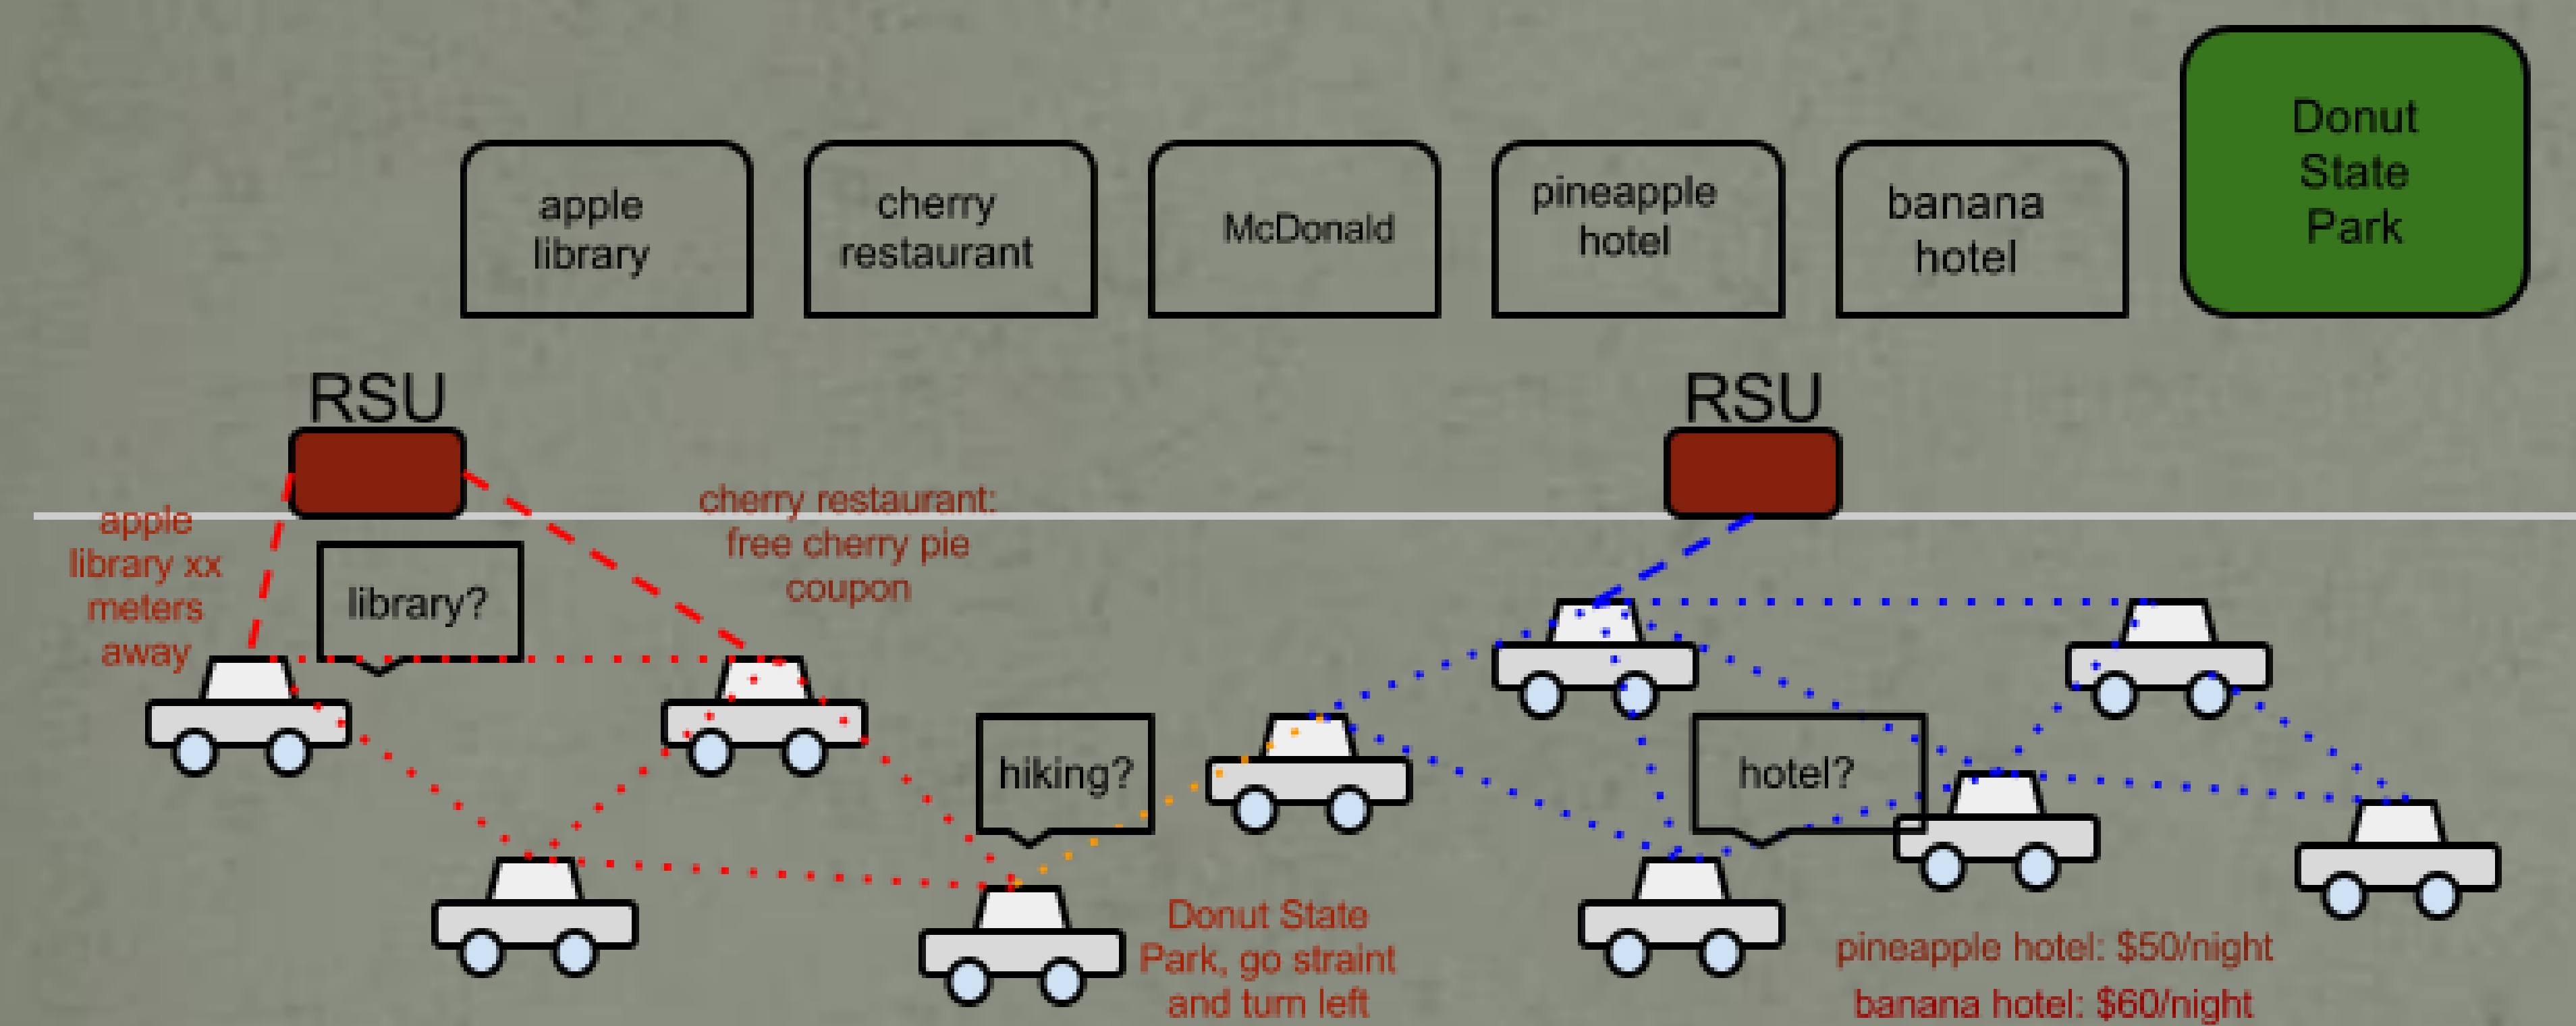 apple
library
cherry
restaurant
McDonald
pineapple
hotel
banana
hotel
Donut
State
Park
RSU
RSU
apple
library xx
meters
away
library?
cherry restaurant:
free cherry pie
coupon
hiking?
hotel?
Donut State
Park, go straint
and turn left
pineapple hotel: $50/night
banana hotel: $60/night